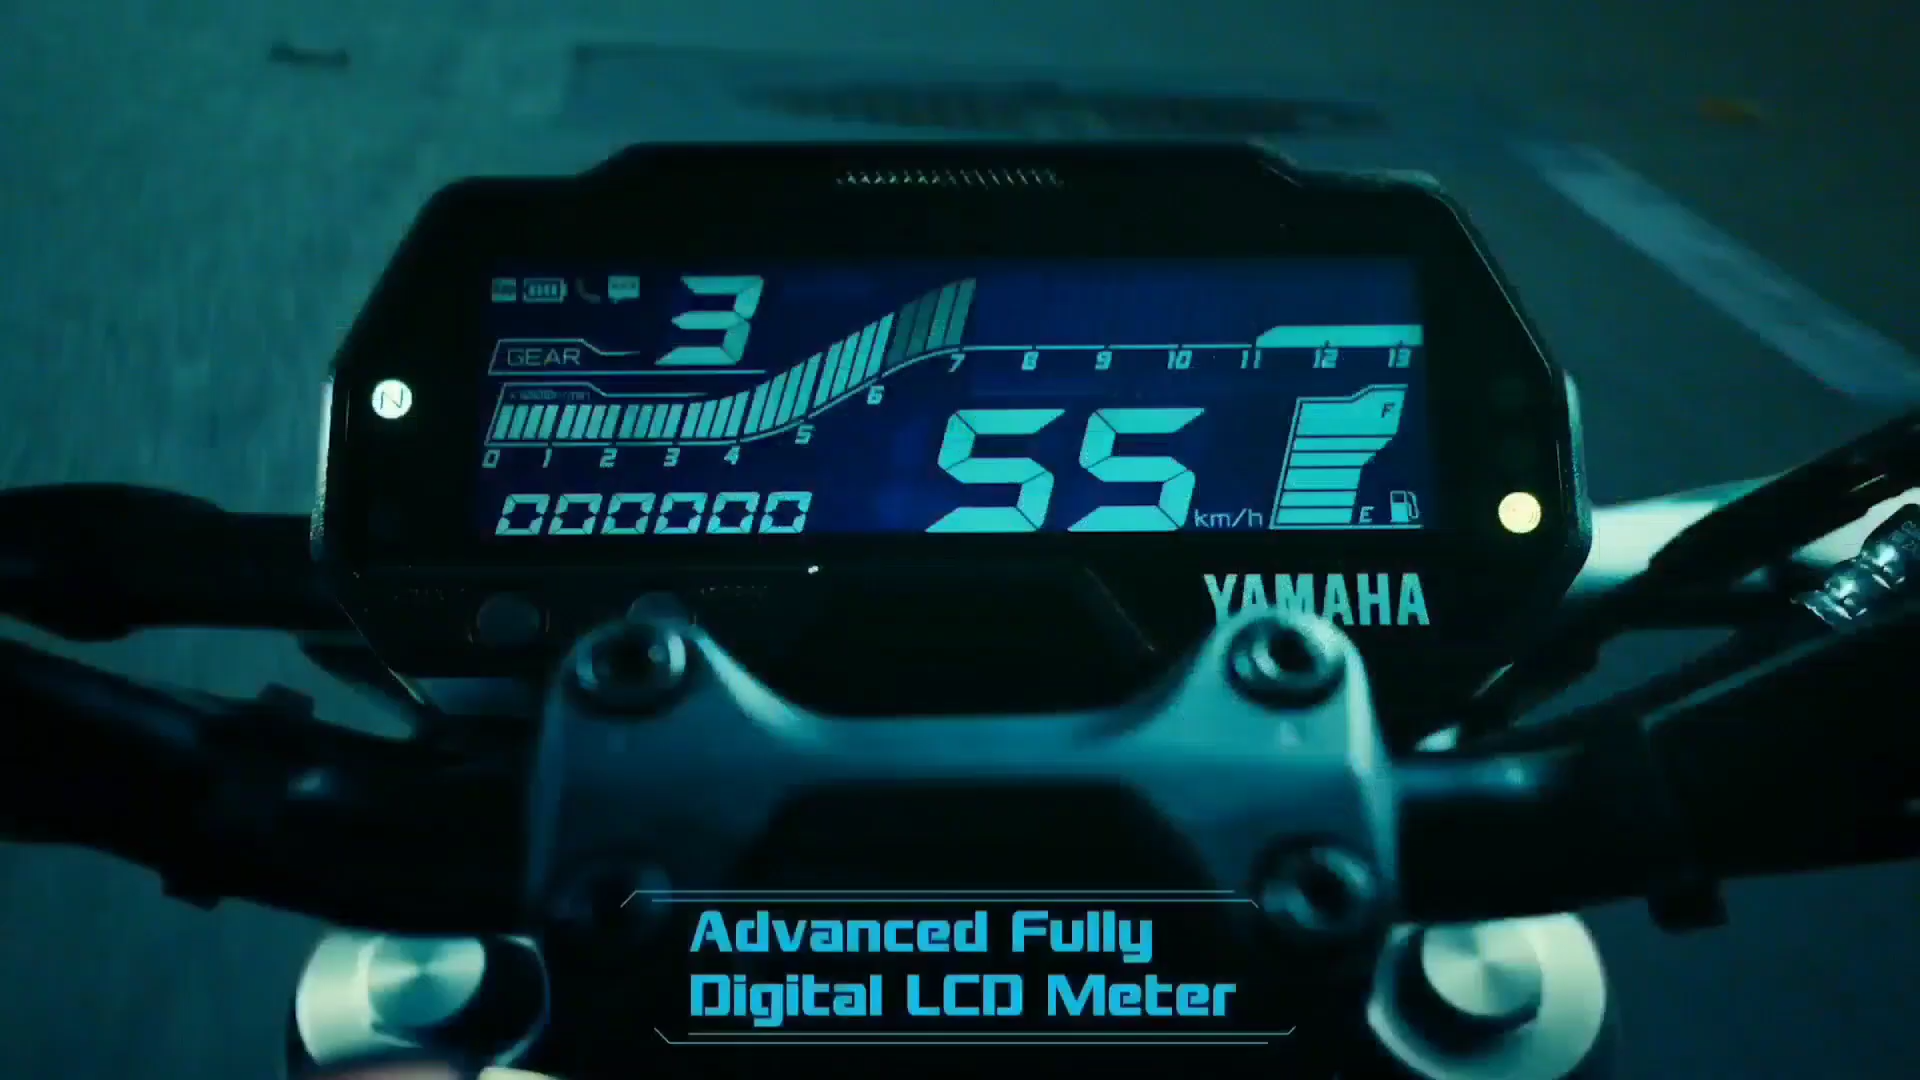 3
GEAR
N
7 8 9 10 11 12 13
6
5
0 1 2 3 4
F
55
km/h
E
000000
YAMAHA
Advanced Fully
Digital LCD Meter